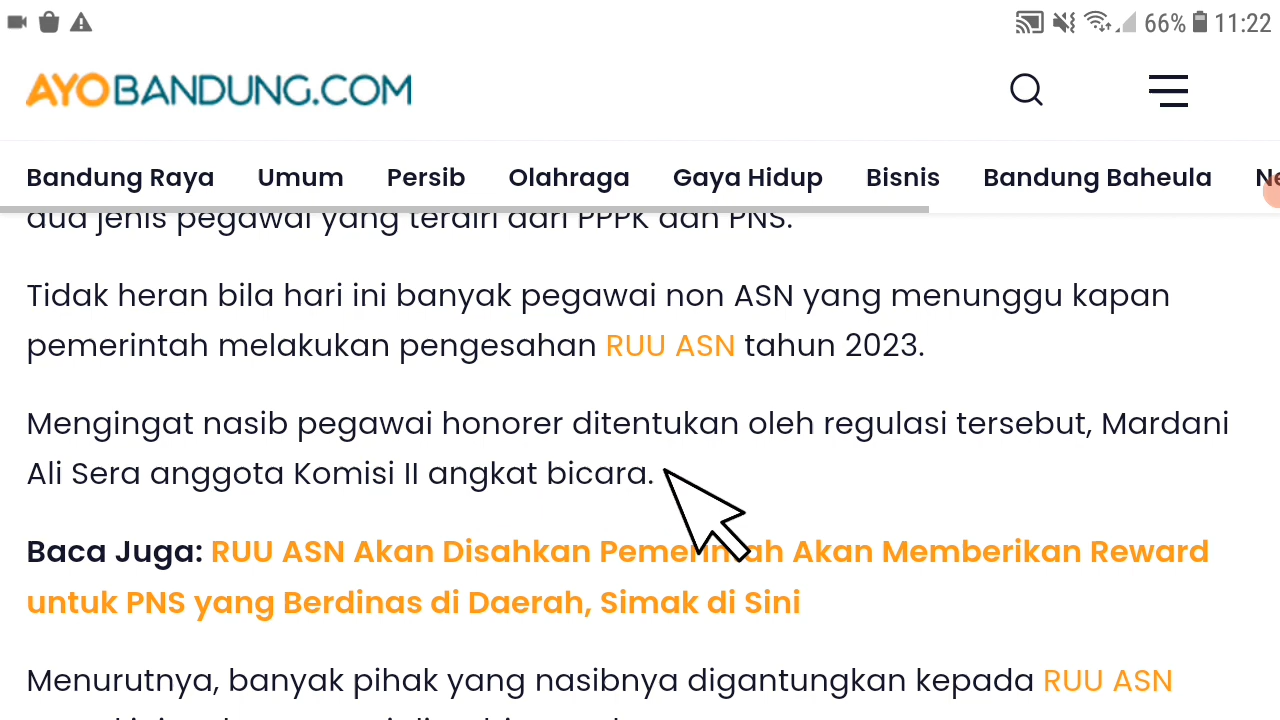 66% 11:22
AYOBANDUNG.COM
Bandung Raya Umum Persib Olahraga Gaya Hidup Bisnis Bandung Baheula
dua jenis pegawai yang terdiri dari PPPK dan PNS.
Tidak heran bila hari ini banyak pegawai non ASN yang menunggu kapan
pemerintah melakukan pengesahan RUU ASN tahun 2023.
Mengingat nasib pegawai honorer ditentukan oleh regulasi tersebut, Mardani
Ali Sera anggota Komisi II angkat bicara.
Baca Juga: RUU ASN Akan Disahkan Pemerintah Akan Memberikan Reward
untuk PNS yang Berdinas di Daerah, Simak di Sini
Menurutnya, banyak pihak yang nasibnya digantungkan kepada RUU ASN